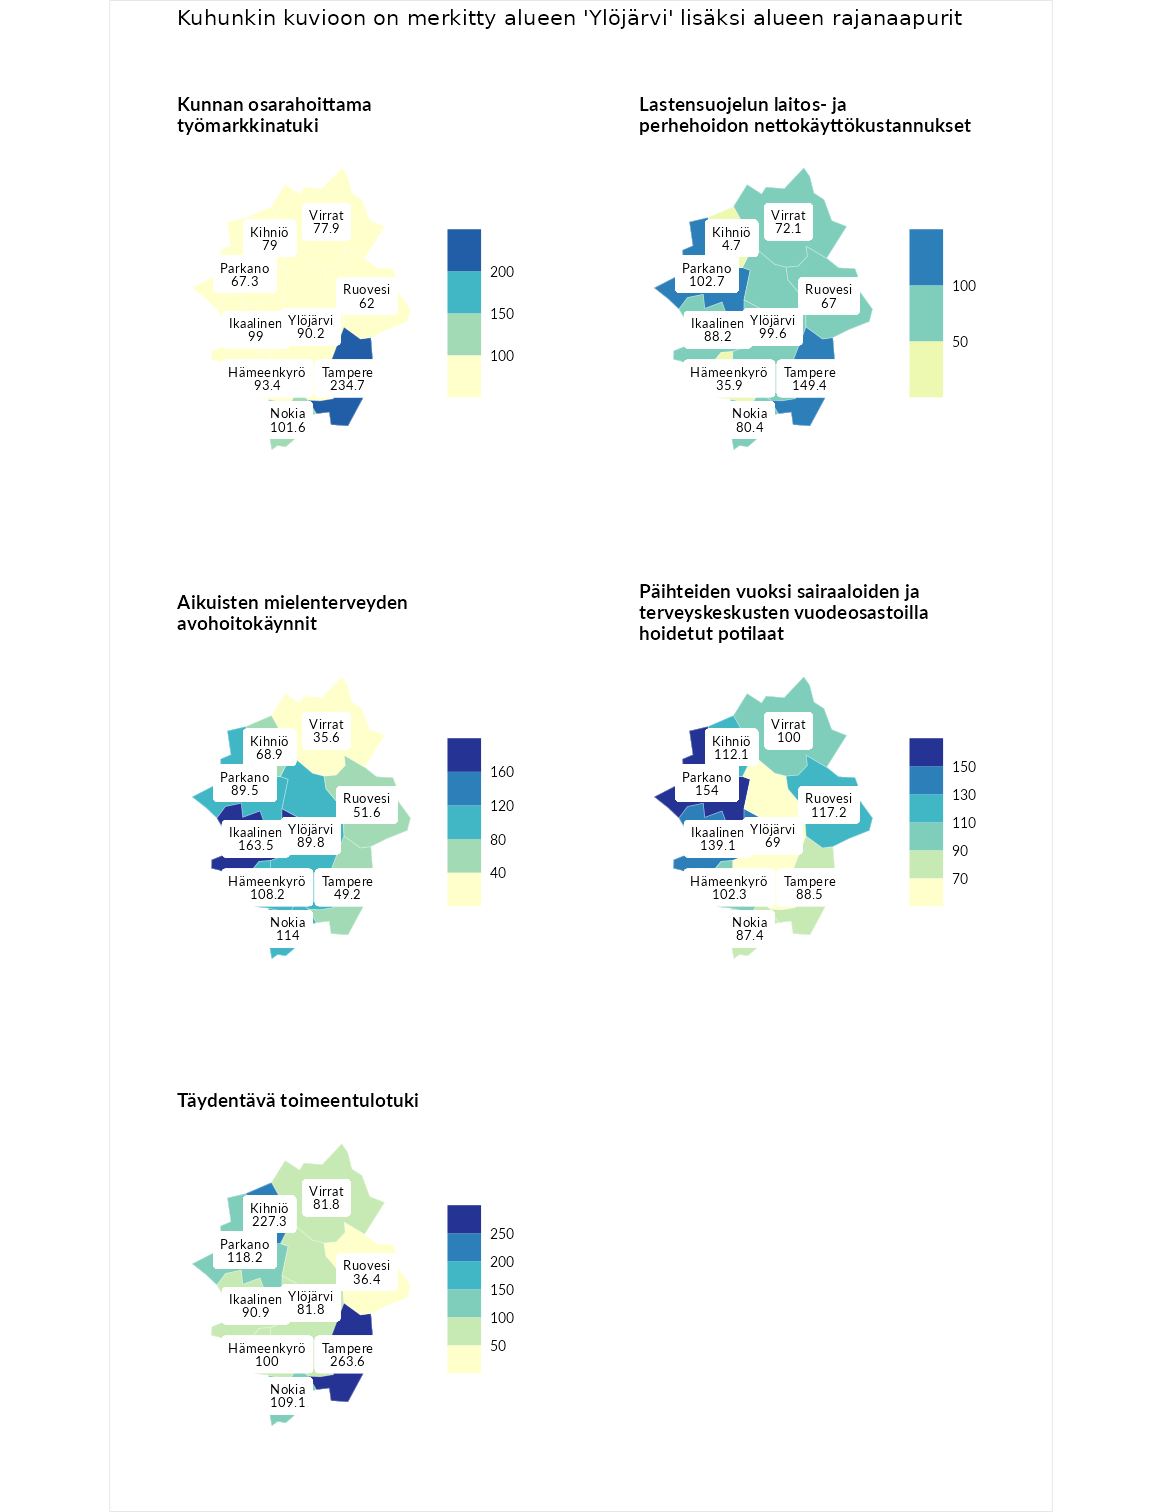 Kuhunkin kuvioon on merkitty alueen 'Ylöjärvi' lisäksi alueen rajanaapurit
Kunnan osarahoittama
työmarkkinatuki
Virrat
77.9
Kihniö
79
Parkano
67.3
Ruovesi
62
Ikaalinen
99
Ylöjärvi
90.2
Hämeenkyrö
93.4
Tampere
234.7
Nokia
101.6
200
150
100
Lastensuojelun laitos- ja
perhehoidon nettokäyttökustannukset
Virrat
72.1
Kihniö
4.7
Parkano
102.7
Ruovesi
67
Ikaalinen
88.2
Ylöjärvi
99.6
Hämeenkyrö
35.9
Tampere
149.4
Nokia
80.4
100
50
Aikuisten mielenterveyden
avohoitokäynnit
Virrat
35.6
Kihniö
68.9
Parkano
89.5
Ruovesi
51.6
Ikaalinen
163.5
Ylöjärvi
89.8
Hämeenkyrö
108.2
Tampere
49.2
Nokia
114
160
120
80
40
Päihteiden vuoksi sairaaloiden ja
terveyskeskusten vuodeosastoilla
hoidetut potilaat
Virrat
100
Kihniö
112.1
Parkano
154
Ruovesi
117.2
Ikaalinen
139.1
Ylöjärvi
69
Hämeenkyrö
102.3
Tampere
88.5
Nokia
87.4
150
130
110
90
70
Täydentävä toimeentulotuki
Virrat
81.8
Kihniö
227.3
Parkano
118.2
Ruovesi
36.4
Ikaalinen
90.9
Ylöjärvi
81.8
Hämeenkyrö
100
Tampere
263.6
Nokia
109.1
250
200
150
100
50